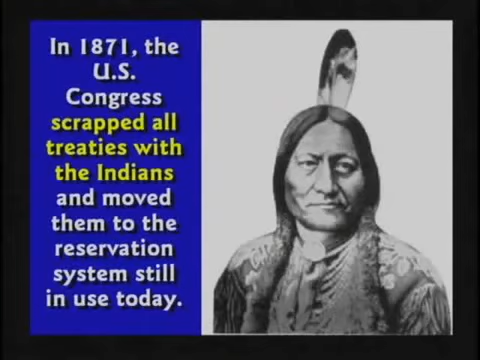 In 1871, the
U.S.
Congress
scrapped all
treaties with
the Indians
and moved
them to the
reservation
system still
in use today.